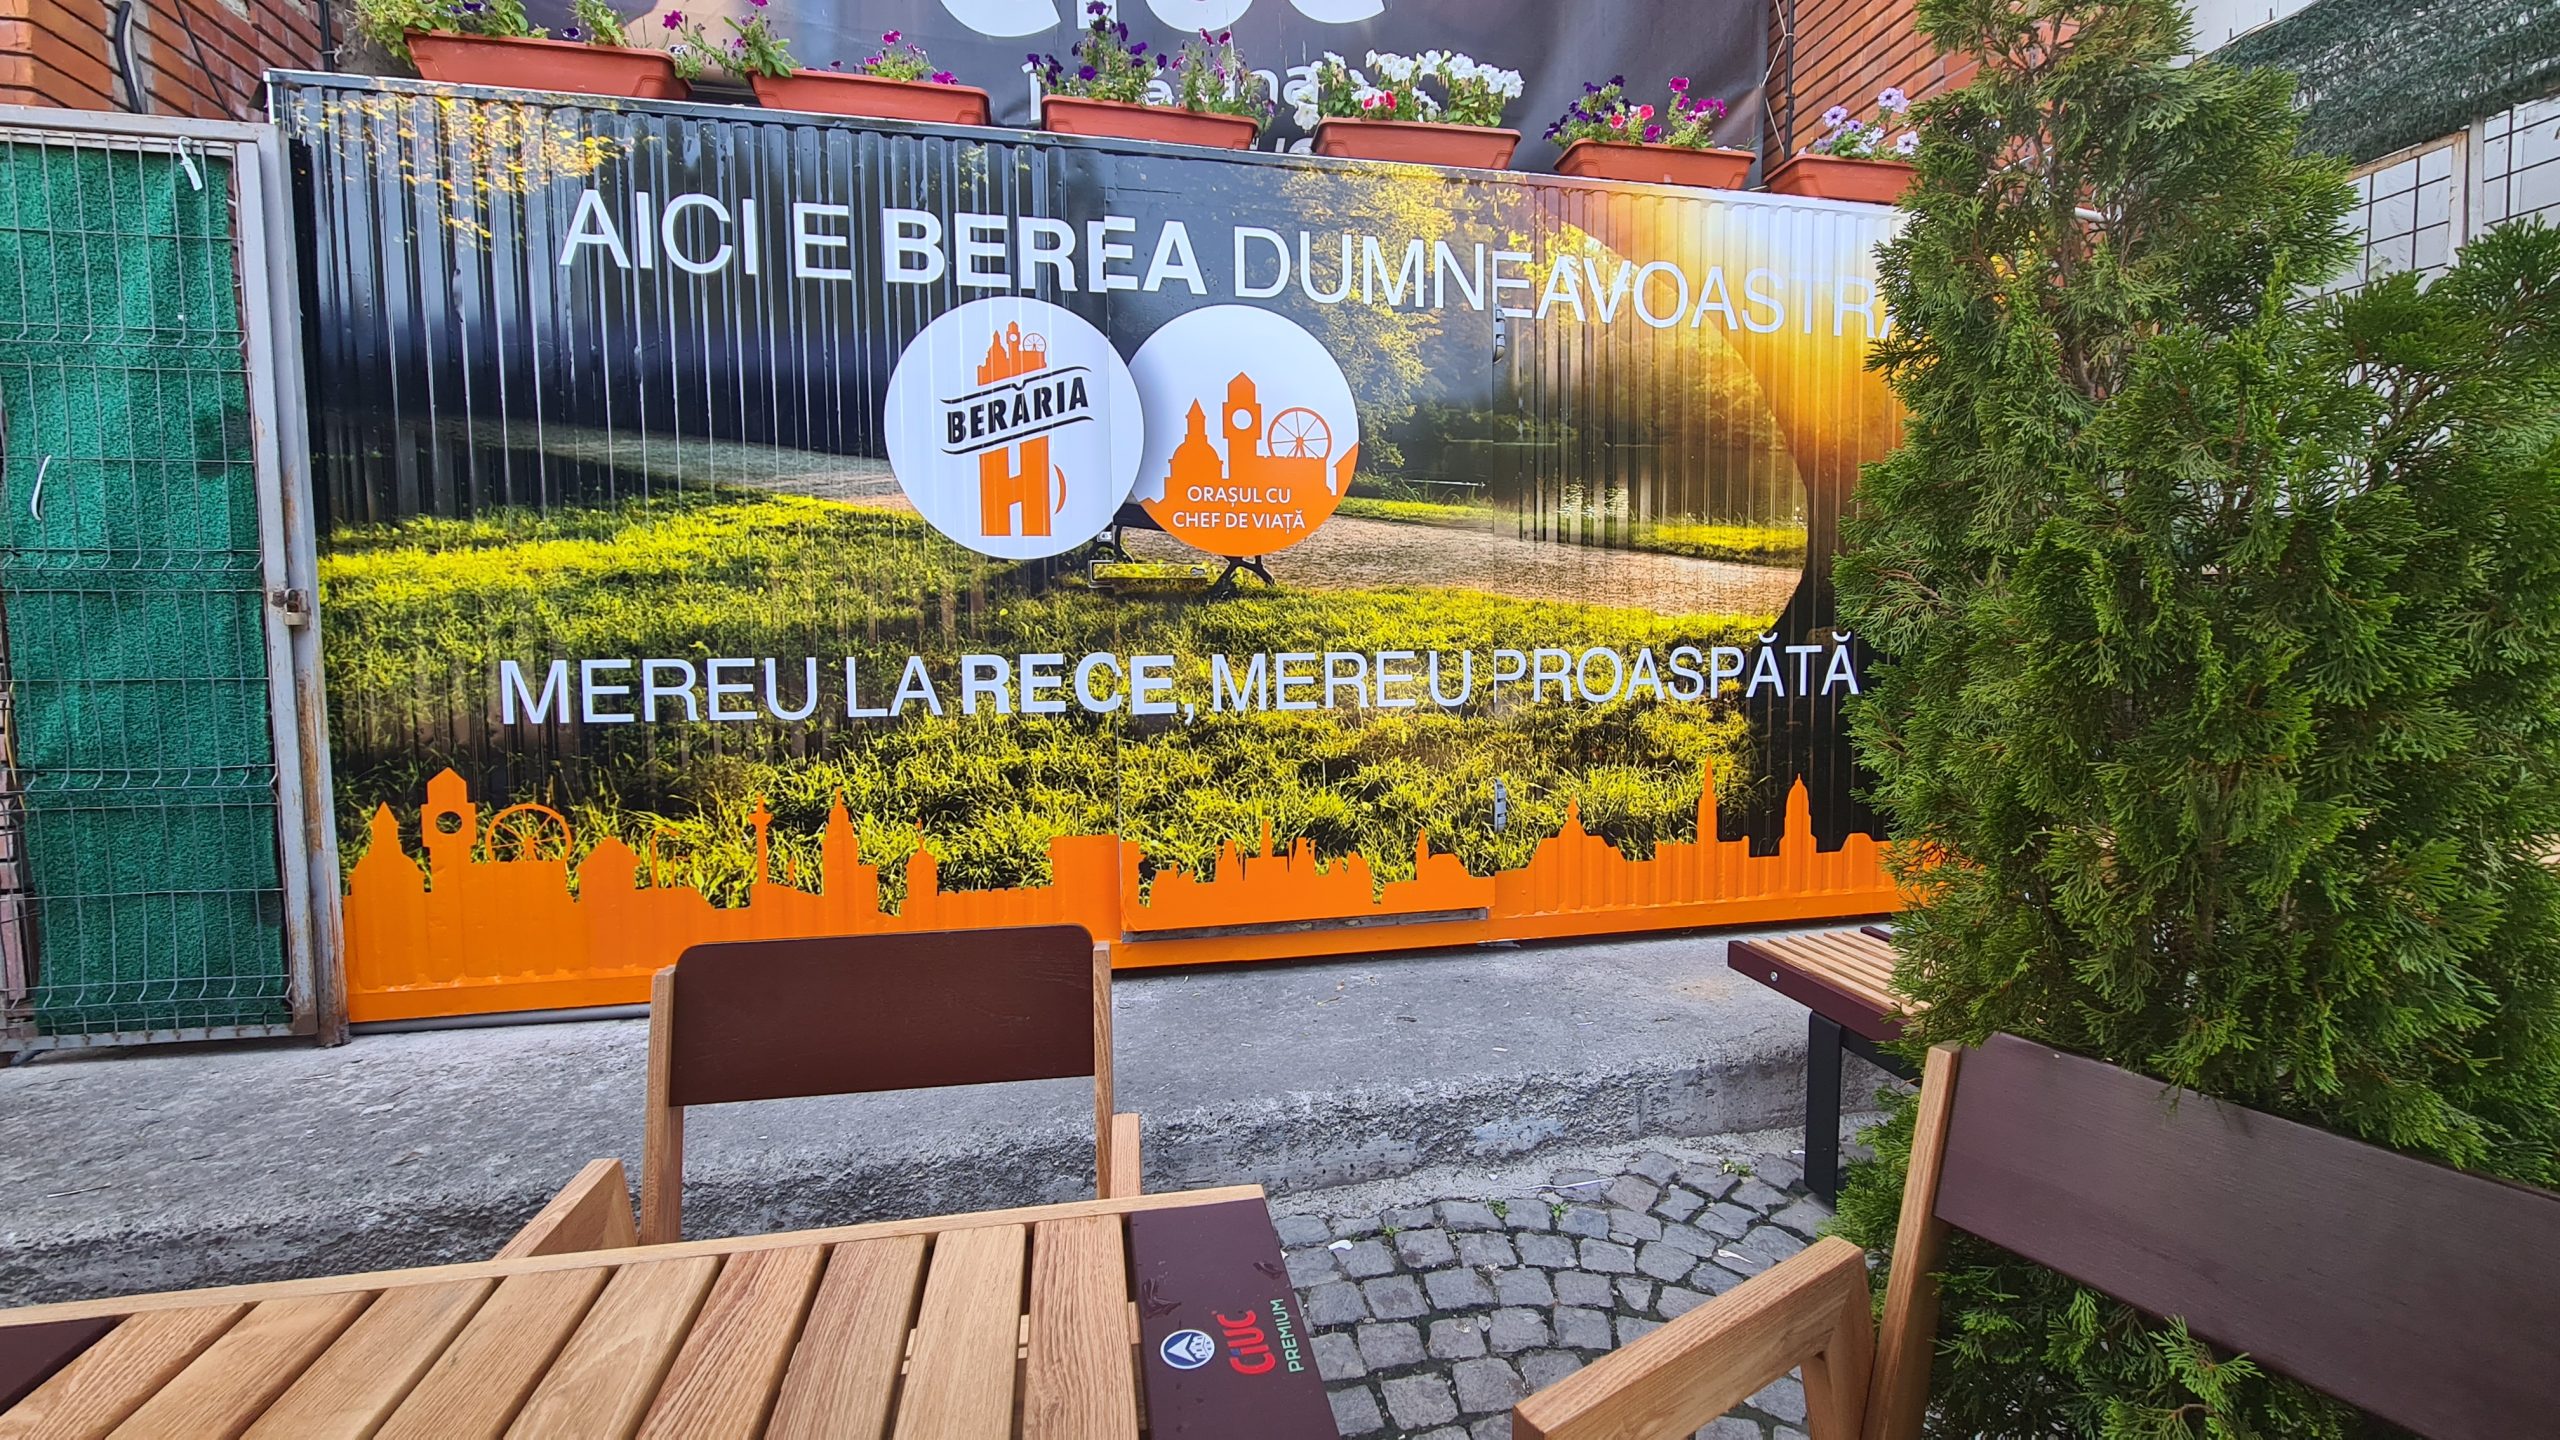 AICI E BEREA DUMNEAVOASTRĂ
BERĂRIA
H
ORAȘUL CU
CHEF DE VIAȚĂ
MEREU LA RECE, MEREU PROASPĂTĂ
CIUC
PREMIUM